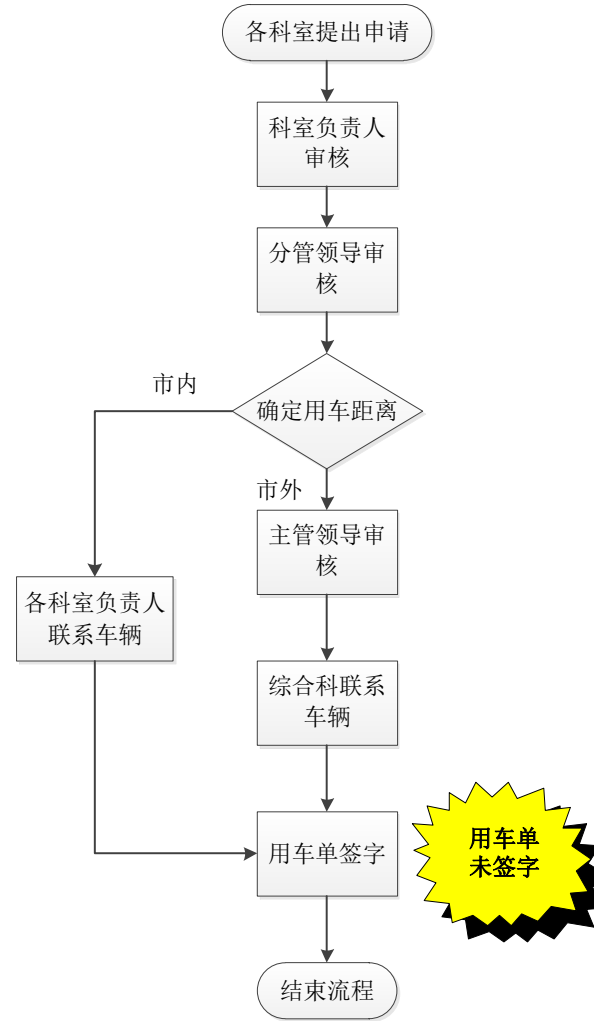 各科室提出申请
科室负责人
审核
分管领导审
核
市内
确定用车距离
市外
主管领导审
核
各科室负责人
联系车辆
综合科联系
车辆
用车单签字
用车单
未签字
结束流程